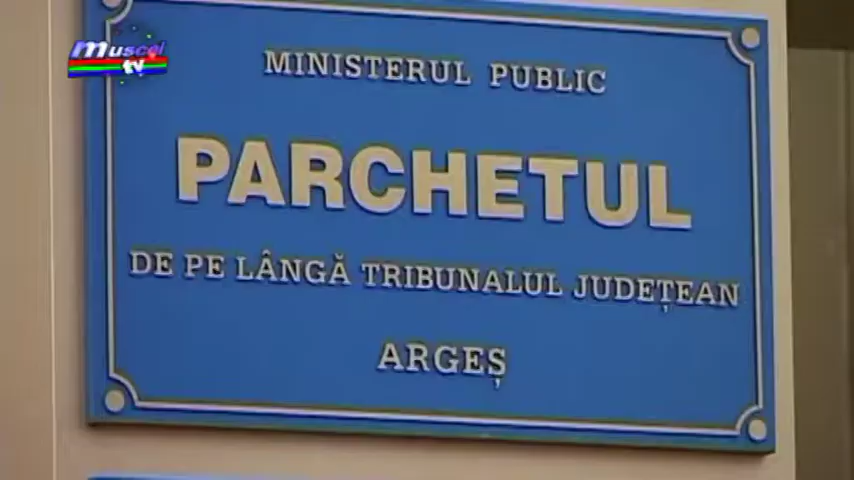 Muscel
tv
MINISTERUL PUBLIC
PARCHETUL
DE PE LÂNGĂ TRIBUNALUL JUDEȚEAN
ARGEȘ